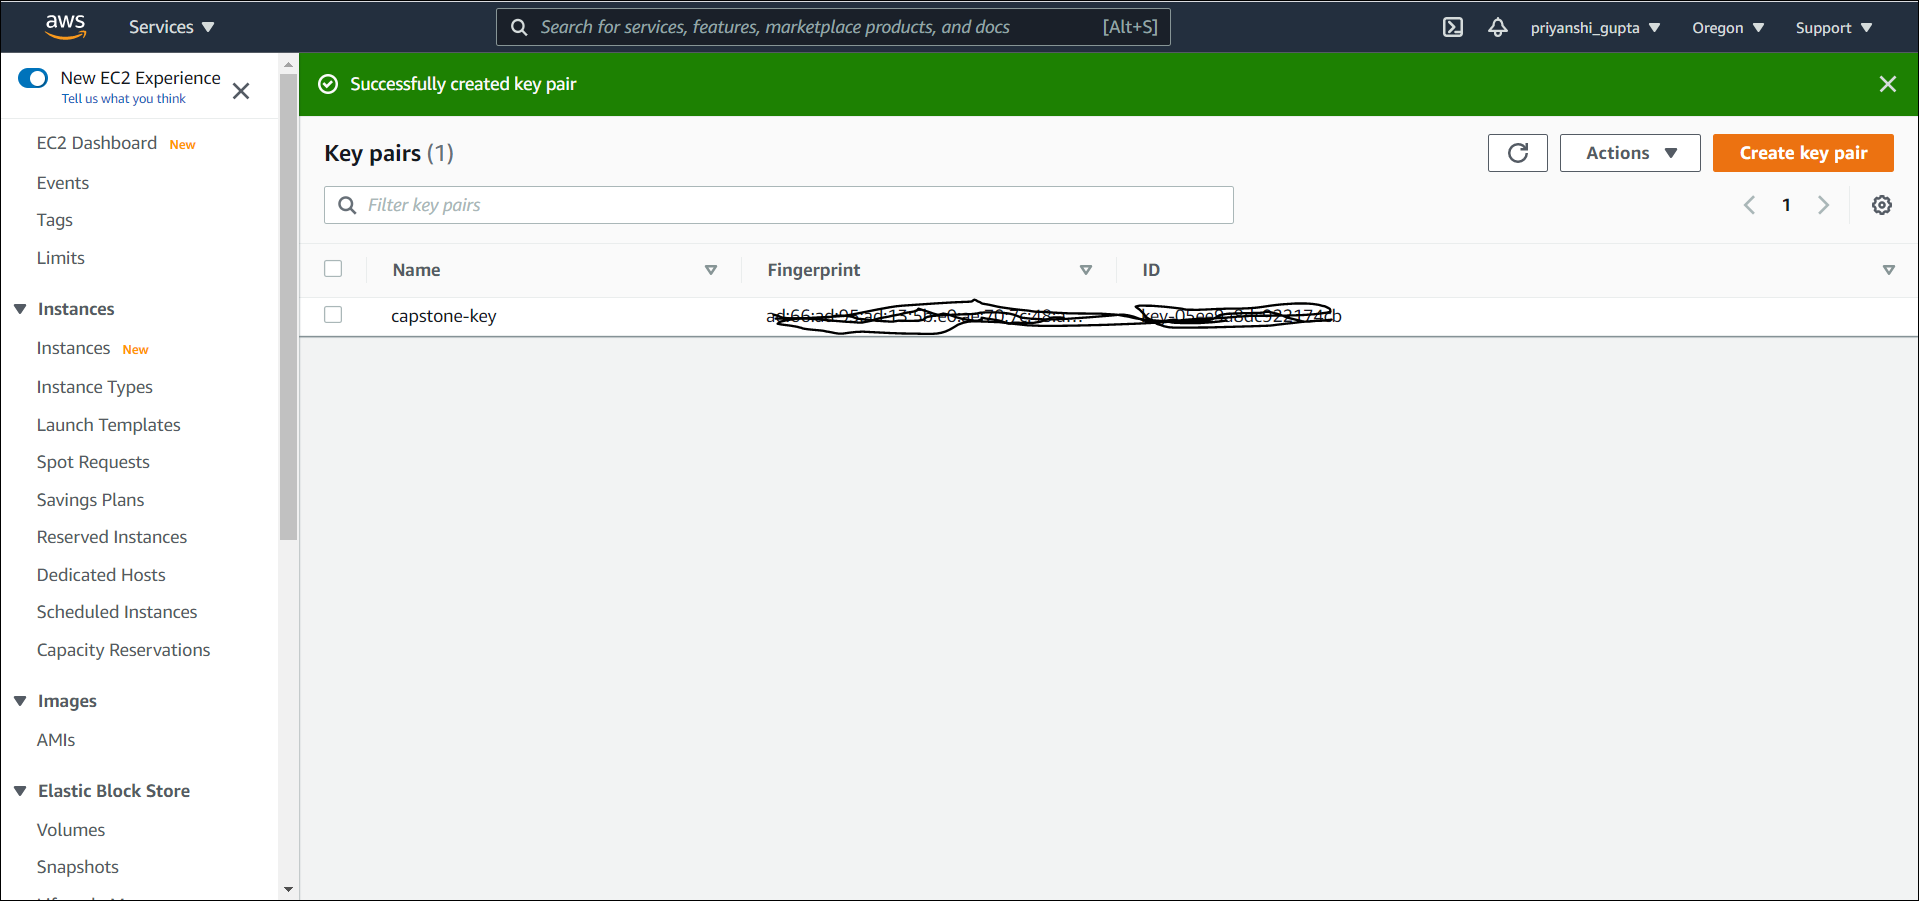 aws
Services
Search for services, features, marketplace products, and docs [Alt+S]
priyanshi_gupta
Oregon
Support
New EC2 Experience
Tell us what you think
EC2 Dashboard New
Events
Tags
Limits
Instances
Instances New
Instance Types
Launch Templates
Spot Requests
Savings Plans
Reserved Instances
Dedicated Hosts
Scheduled Instances
Capacity Reservations
Images
AMIs
Elastic Block Store
Volumes
Snapshots
Successfully created key pair
Key pairs (1)
Actions
Create key pair
Filter key pairs
1
Name Fingerprint ID
capstone-key